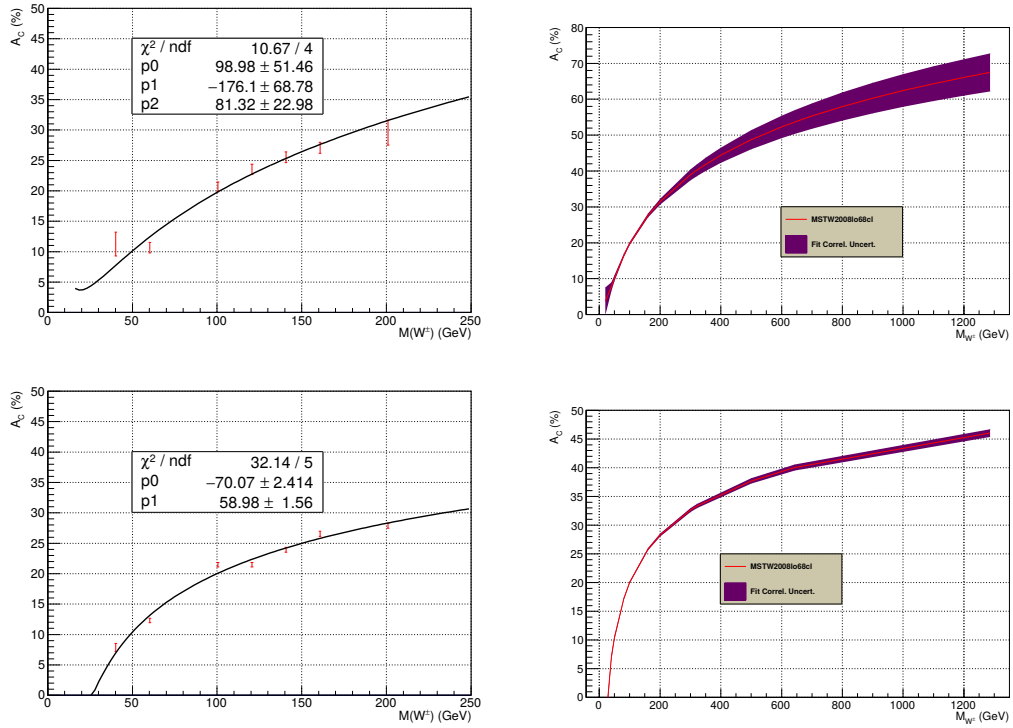 A_C (%)
50
45
40
35
30
25
20
15
10
5
0
0 50 100 150 200 250
M(W±) (GeV)
χ² / ndf 10.67 / 4
p0 98.98 ± 51.46
p1 −176.1 ± 68.78
p2 81.32 ± 22.98
A_C (%)
80
70
60
50
40
30
20
10
0
0 200 400 600 800 1000 1200
M_W± (GeV)
MSTW2008lo68cl
Fit Correl. Uncert.
A_C (%)
50
45
40
35
30
25
20
15
10
5
0
0 50 100 150 200 250
M(W±) (GeV)
χ² / ndf 32.14 / 5
p0 −70.07 ± 2.414
p1 58.98 ± 1.56
A_C (%)
50
45
40
35
30
25
20
15
10
5
0
0 200 400 600 800 1000 1200
M_W± (GeV)
MSTW2008lo68cl
Fit Correl. Uncert.